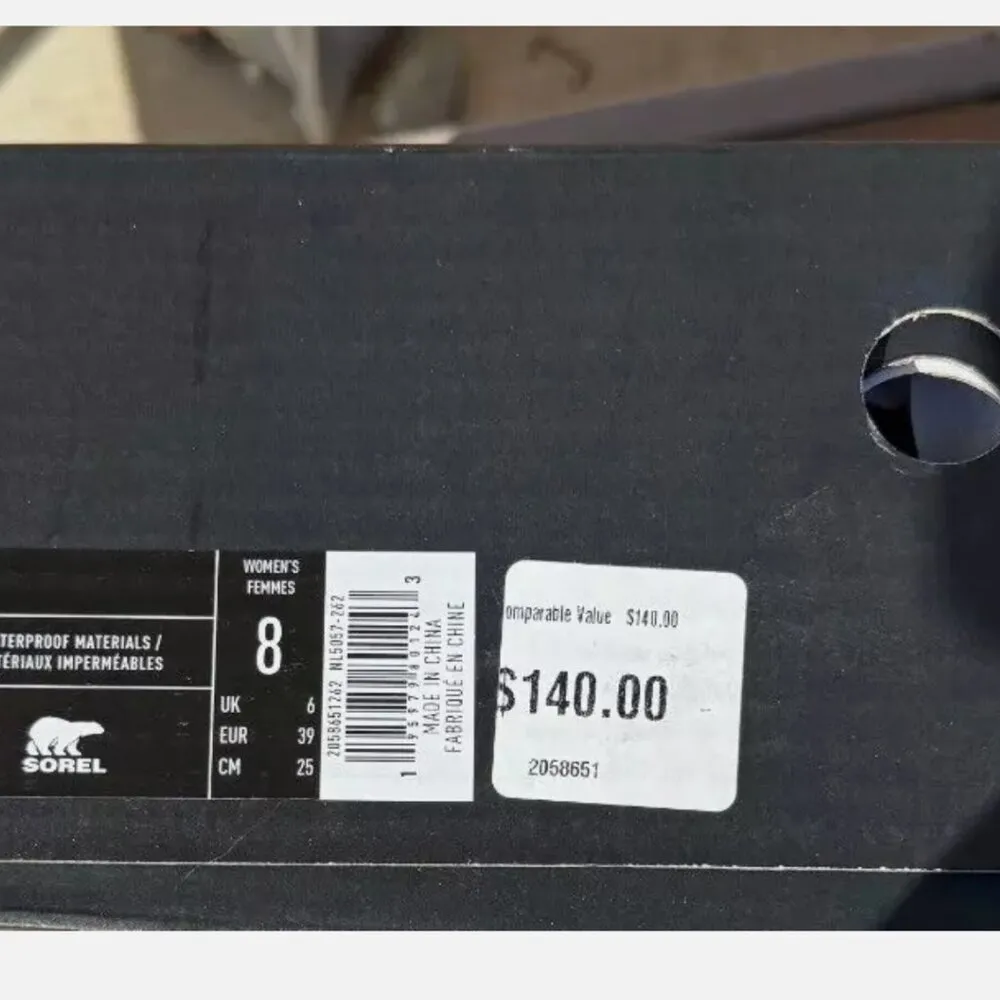 TERPROOF MATERIALS /
TÉRIAUX IMPERMÉABLES
SOREL
WOMEN'S
FEMMES
8
UK 6
EUR 39
CM 25
2058651262 NL5057-262
MADE IN CHINA
FABRIQUÉ EN CHINE
omparable Value $140.00
$140.00
2058651